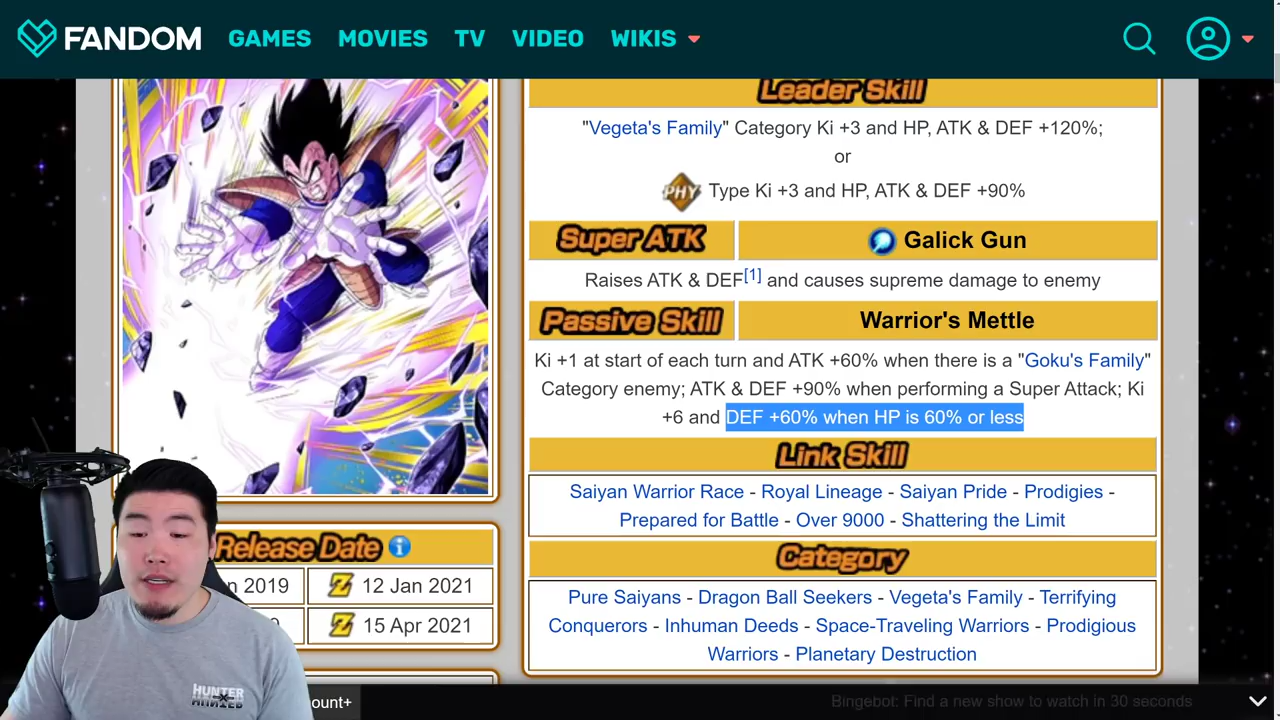 FANDOM GAMES MOVIES TV VIDEO WIKIS
Leader Skill
"Vegeta's Family" Category Ki +3 and HP, ATK & DEF +120%;
or
PHY Type Ki +3 and HP, ATK & DEF +90%
Super ATK Galick Gun
Raises ATK & DEF[1] and causes supreme damage to enemy
Passive Skill Warrior's Mettle
Ki +1 at start of each turn and ATK +60% when there is a "Goku's Family"
Category enemy; ATK & DEF +90% when performing a Super Attack; Ki
+6 and DEF +60% when HP is 60% or less
Link Skill
Saiyan Warrior Race - Royal Lineage - Saiyan Pride - Prodigies -
Prepared for Battle - Over 9000 - Shattering the Limit
Category
Pure Saiyans - Dragon Ball Seekers - Vegeta's Family - Terrifying
Conquerors - Inhuman Deeds - Space-Traveling Warriors - Prodigious
Warriors - Planetary Destruction
Release Date i
2019 Z 12 Jan 2021
Z 15 Apr 2021
HUNTER
ount+
Bingebot: Find a new show to watch in 30 seconds